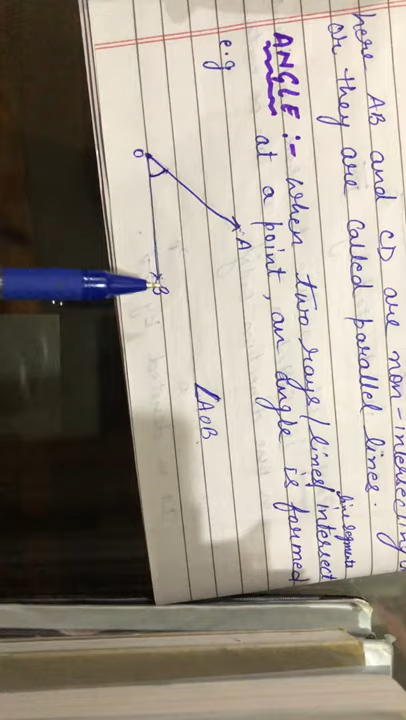 here AB and CD are non-intersecting
or they are called parallel lines.
line segments
ANGLE :- when two rays/lines/intersect
at a point, an angle is formed
e.g
A
O
B
∠AOB